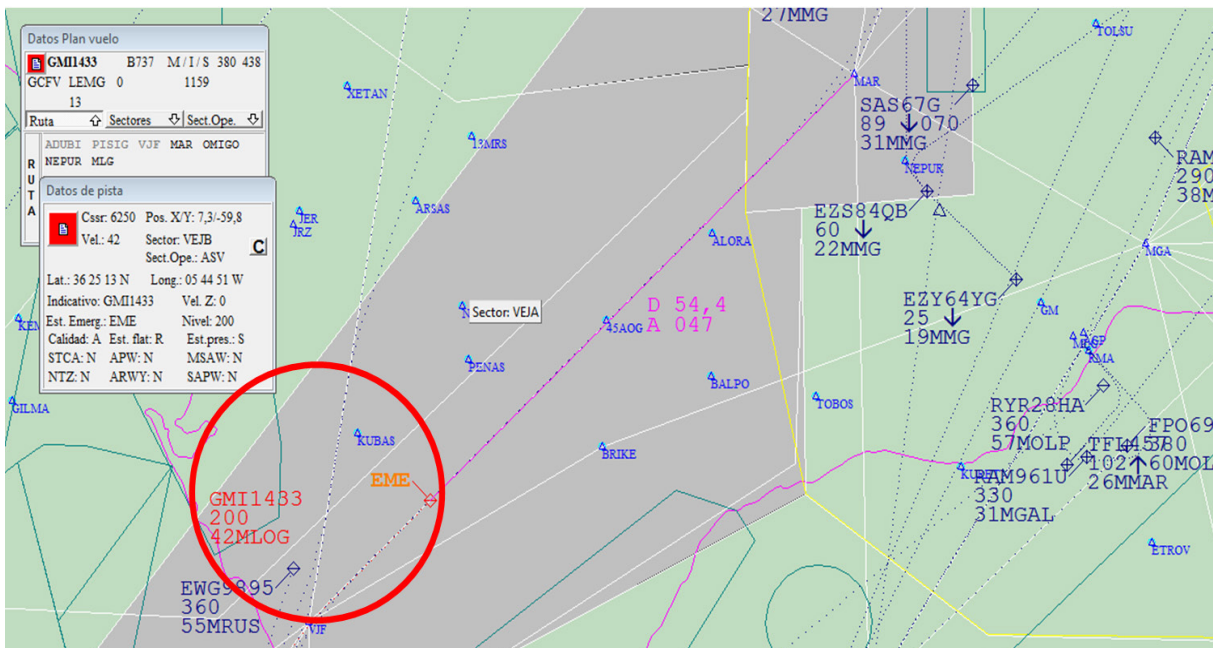 Datos Plan vuelo
GMI1433 B737 M / I / S 380 438
GCFV LEMG 0 1159
13
Ruta Sectores Sect.Ope.
RUTA
ADUBI PISIG VJF MAR OMIGO
NEPUR MLG
Datos de pista
Cssr: 6250 Pos. X/Y: 7,3/-59,8
Vel.: 42 Sector: VEJB
Sect.Ope.: ASV
C
Lat.: 36 25 13 N Long.: 05 44 51 W
Indicativo: GMI1433 Vel. Z: 0
Est. Emerg.: EME Nivel: 200
Calidad: A Est. flat: R Est.pres.: S
STCA: N APW: N MSAW: N
NTZ: N ARWY: N SAPW: N
27MMG
TOLSU
MAR
XETAN
SAS67G
89 ↓ 070
31MMG
13MRS
NEPUR
RAM
290
38M
ARSAS
JER
JRZ
EZS84QB
60 ↓
22MMG
ALORA
MGA
Sector: VEJA
D 54,4
A 047
45AOG
EZY64YG
25 ↓
19MMG
GM
RMA
PENAS
BALPO
TOBOS
GILMA
RYR28HA
360
57MOLP
TFL457
102↑
26MMAR
FPO69
380
60MOL
KUBAS
BRIKE
RAM961U
330
31MGAL
EME
GMI1433
200
42MLOG
ETROV
EWG9895
360
55MRUS
VJF